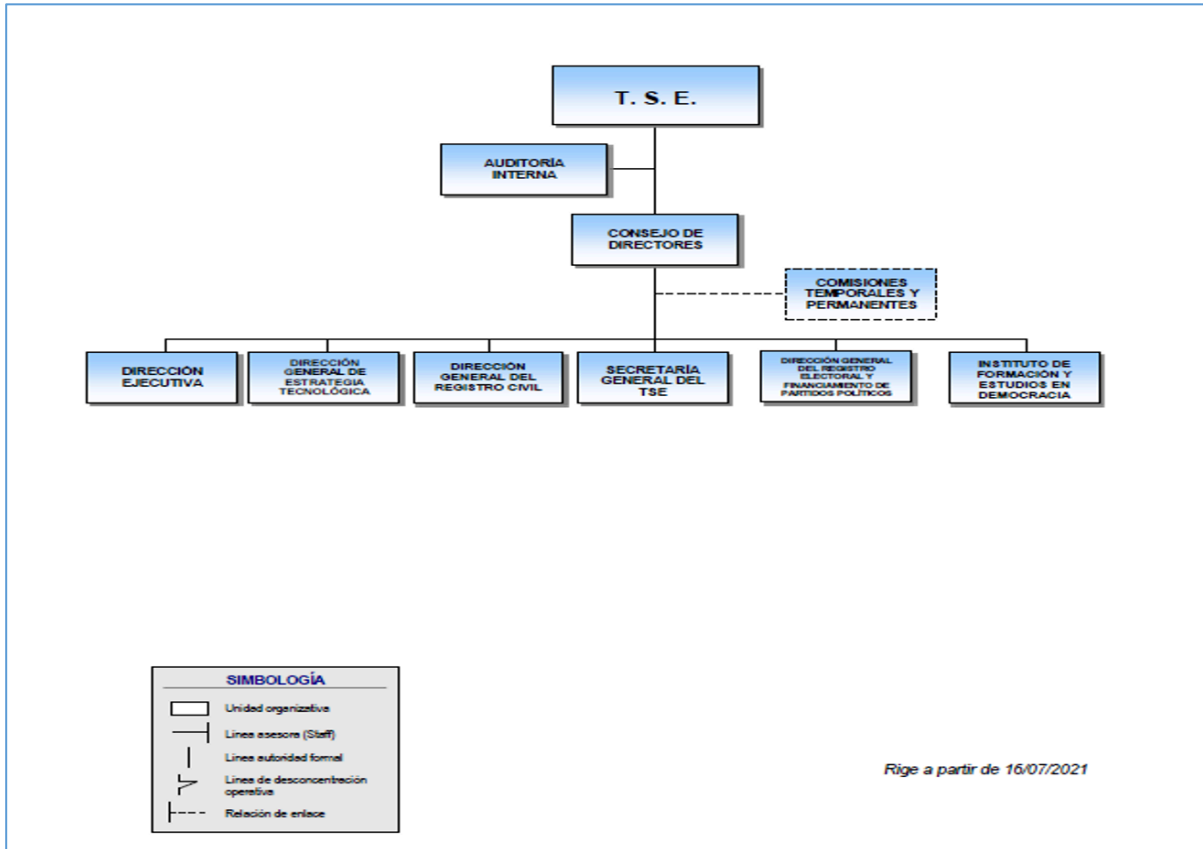 T. S. E.
AUDITORÍA
INTERNA
CONSEJO DE
DIRECTORES
COMISIONES
TEMPORALES Y
PERMANENTES
DIRECCIÓN
EJECUTIVA
DIRECCIÓN
GENERAL DE
ESTRATEGIA
TECNOLÓGICA
DIRECCIÓN
GENERAL DEL
REGISTRO CIVIL
SECRETARÍA
GENERAL DEL
TSE
DIRECCIÓN GENERAL
DEL REGISTRO
ELECTORAL Y
FINANCIAMIENTO DE
PARTIDOS POLÍTICOS
INSTITUTO DE
FORMACIÓN Y
ESTUDIOS EN
DEMOCRACIA
SIMBOLOGÍA
Unidad organizativa
Línea asesora (Staff)
Línea autoridad formal
Línea de desconcentración
operativa
Relación de enlace
Rige a partir de 16/07/2021